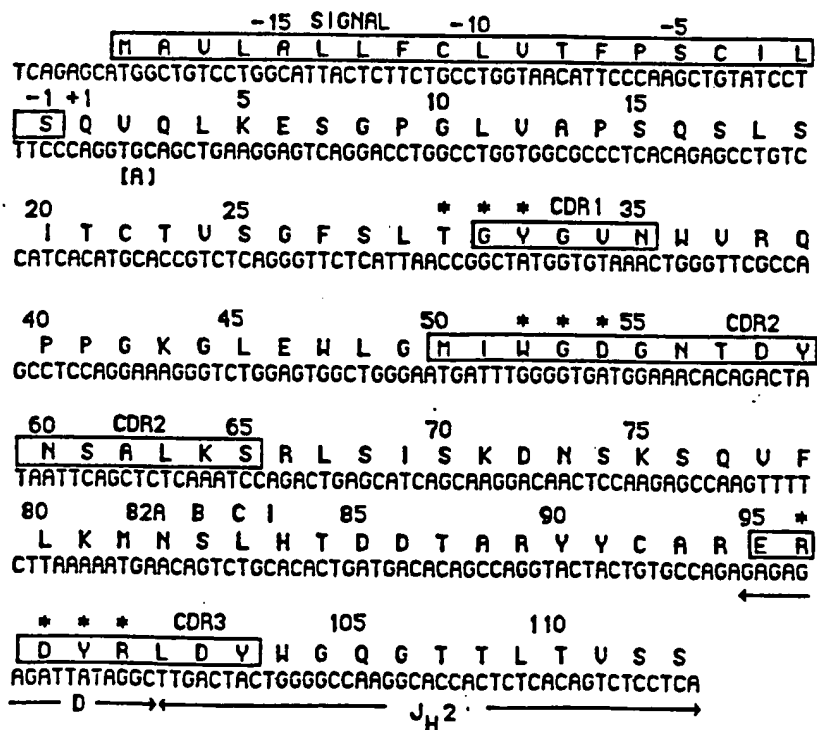 -15 SIGNAL -10 -5
M A V L A L L F C L V T F P S C I L
TCAGAGCATGGCTGTCCTGGCATTACTCTTCTGCCTGGTAACATTCCCAAGCTGTATCCT
-1 +1 5 10 15
S Q V Q L K E S G P G L V A P S Q S L S
TTCCCAGGTGCAGCTGAAGGAGTCAGGACCTGGCCTGGTGGCGCCCTCACAGAGCCTGTC
[A]
20 25 * * * CDR1 35
I T C T V S G F S L T G Y G V N W V R Q
CATCACATGCACCGTCTCAGGGTTCTCATTAACCGGCTATGGTGTAAACTGGGTTCGCCA
40 45 50 * * * 55 CDR2
P P G K G L E W L G M I W G D G N T D Y
GCCTCCAGGAAAGGGTCTGGAGTGGCTGGGAATGATTTGGGGTGATGGAAACACAGACTA
60 CDR2 65 70 75
N S A L K S R L S I S K D N S K S Q V F
TAATTCAGCTCTCAAATCCAGACTGAGCATCAGCAAGGACAACTCCAAGAGCCAAGTTTT
80 82A B C I 85 90 95 *
L K M N S L H T D D T A R Y Y C A R E R
CTTAAAAATGAACAGTCTGCACACTGATGACACAGCCAGGTACTACTGTGCCAGAGAGAG
* * * CDR3 105 110
D Y R L D Y W G Q G T T L T V S S
AGATTATAGGCTTGACTACTGGGGCCAAGGCACCACTCTCACAGTCTCCTCA
D JH2